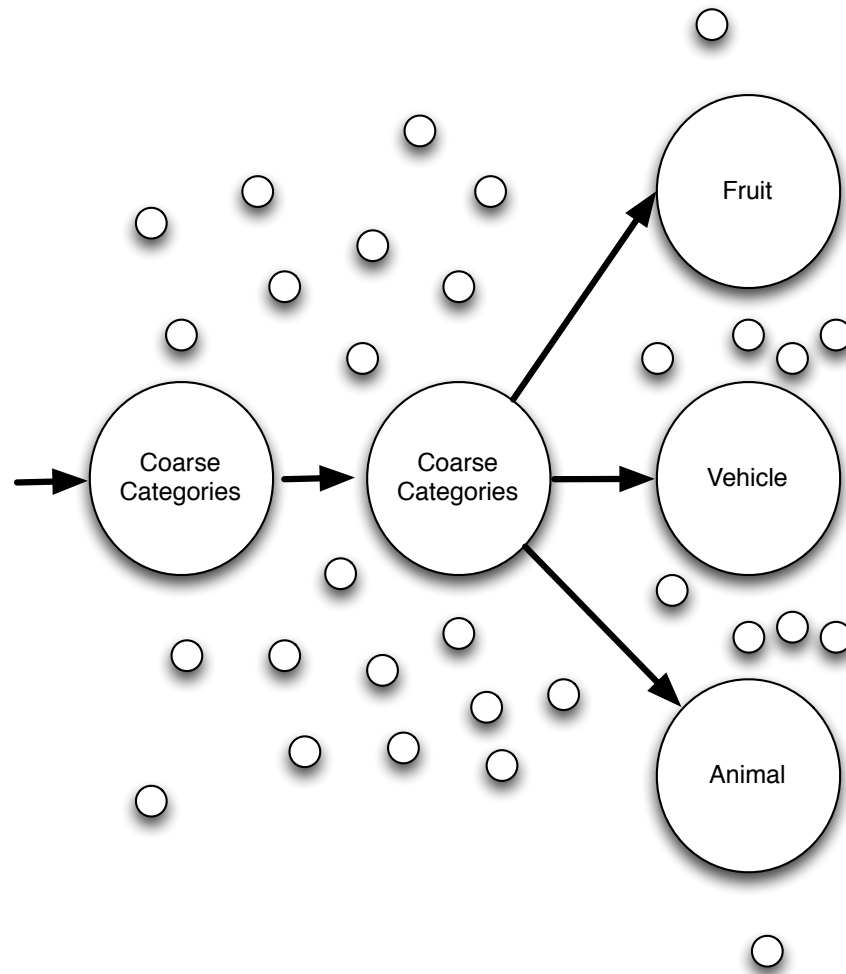 Fruit
Coarse
Categories
Coarse
Categories
Vehicle
Animal